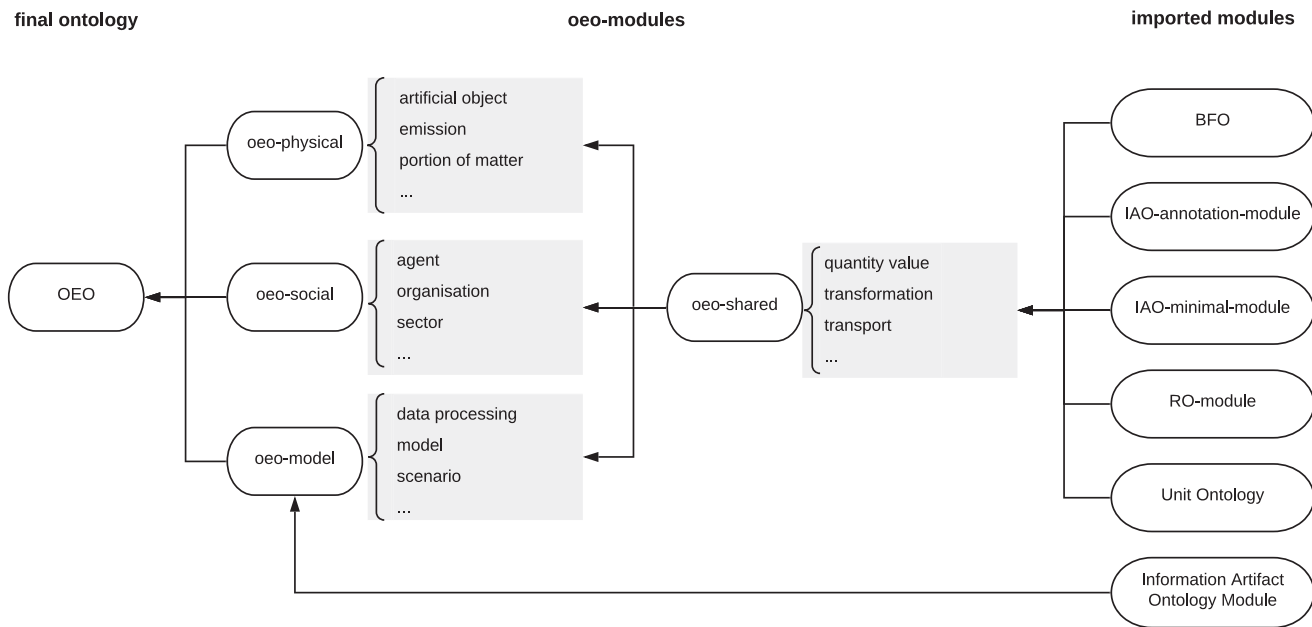 final ontology
oeo-modules
imported modules
OEO
oeo-physical
artificial object
emission
portion of matter
...
oeo-social
agent
organisation
sector
...
oeo-model
data processing
model
scenario
...
oeo-shared
quantity value
transformation
transport
...
BFO
IAO-annotation-module
IAO-minimal-module
RO-module
Unit Ontology
Information Artifact
Ontology Module